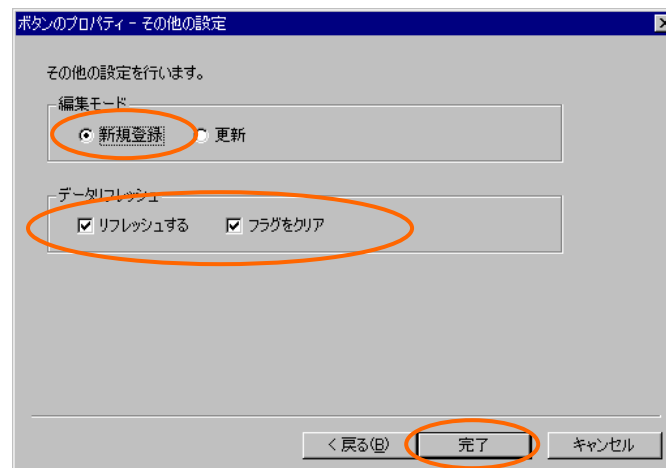 ボタンのプロパティ - その他の設定
その他の設定を行います。
編集モード
新規登録 更新
データリフレッシュ
リフレッシュする フラグをクリア
< 戻る(B) 完了 キャンセル